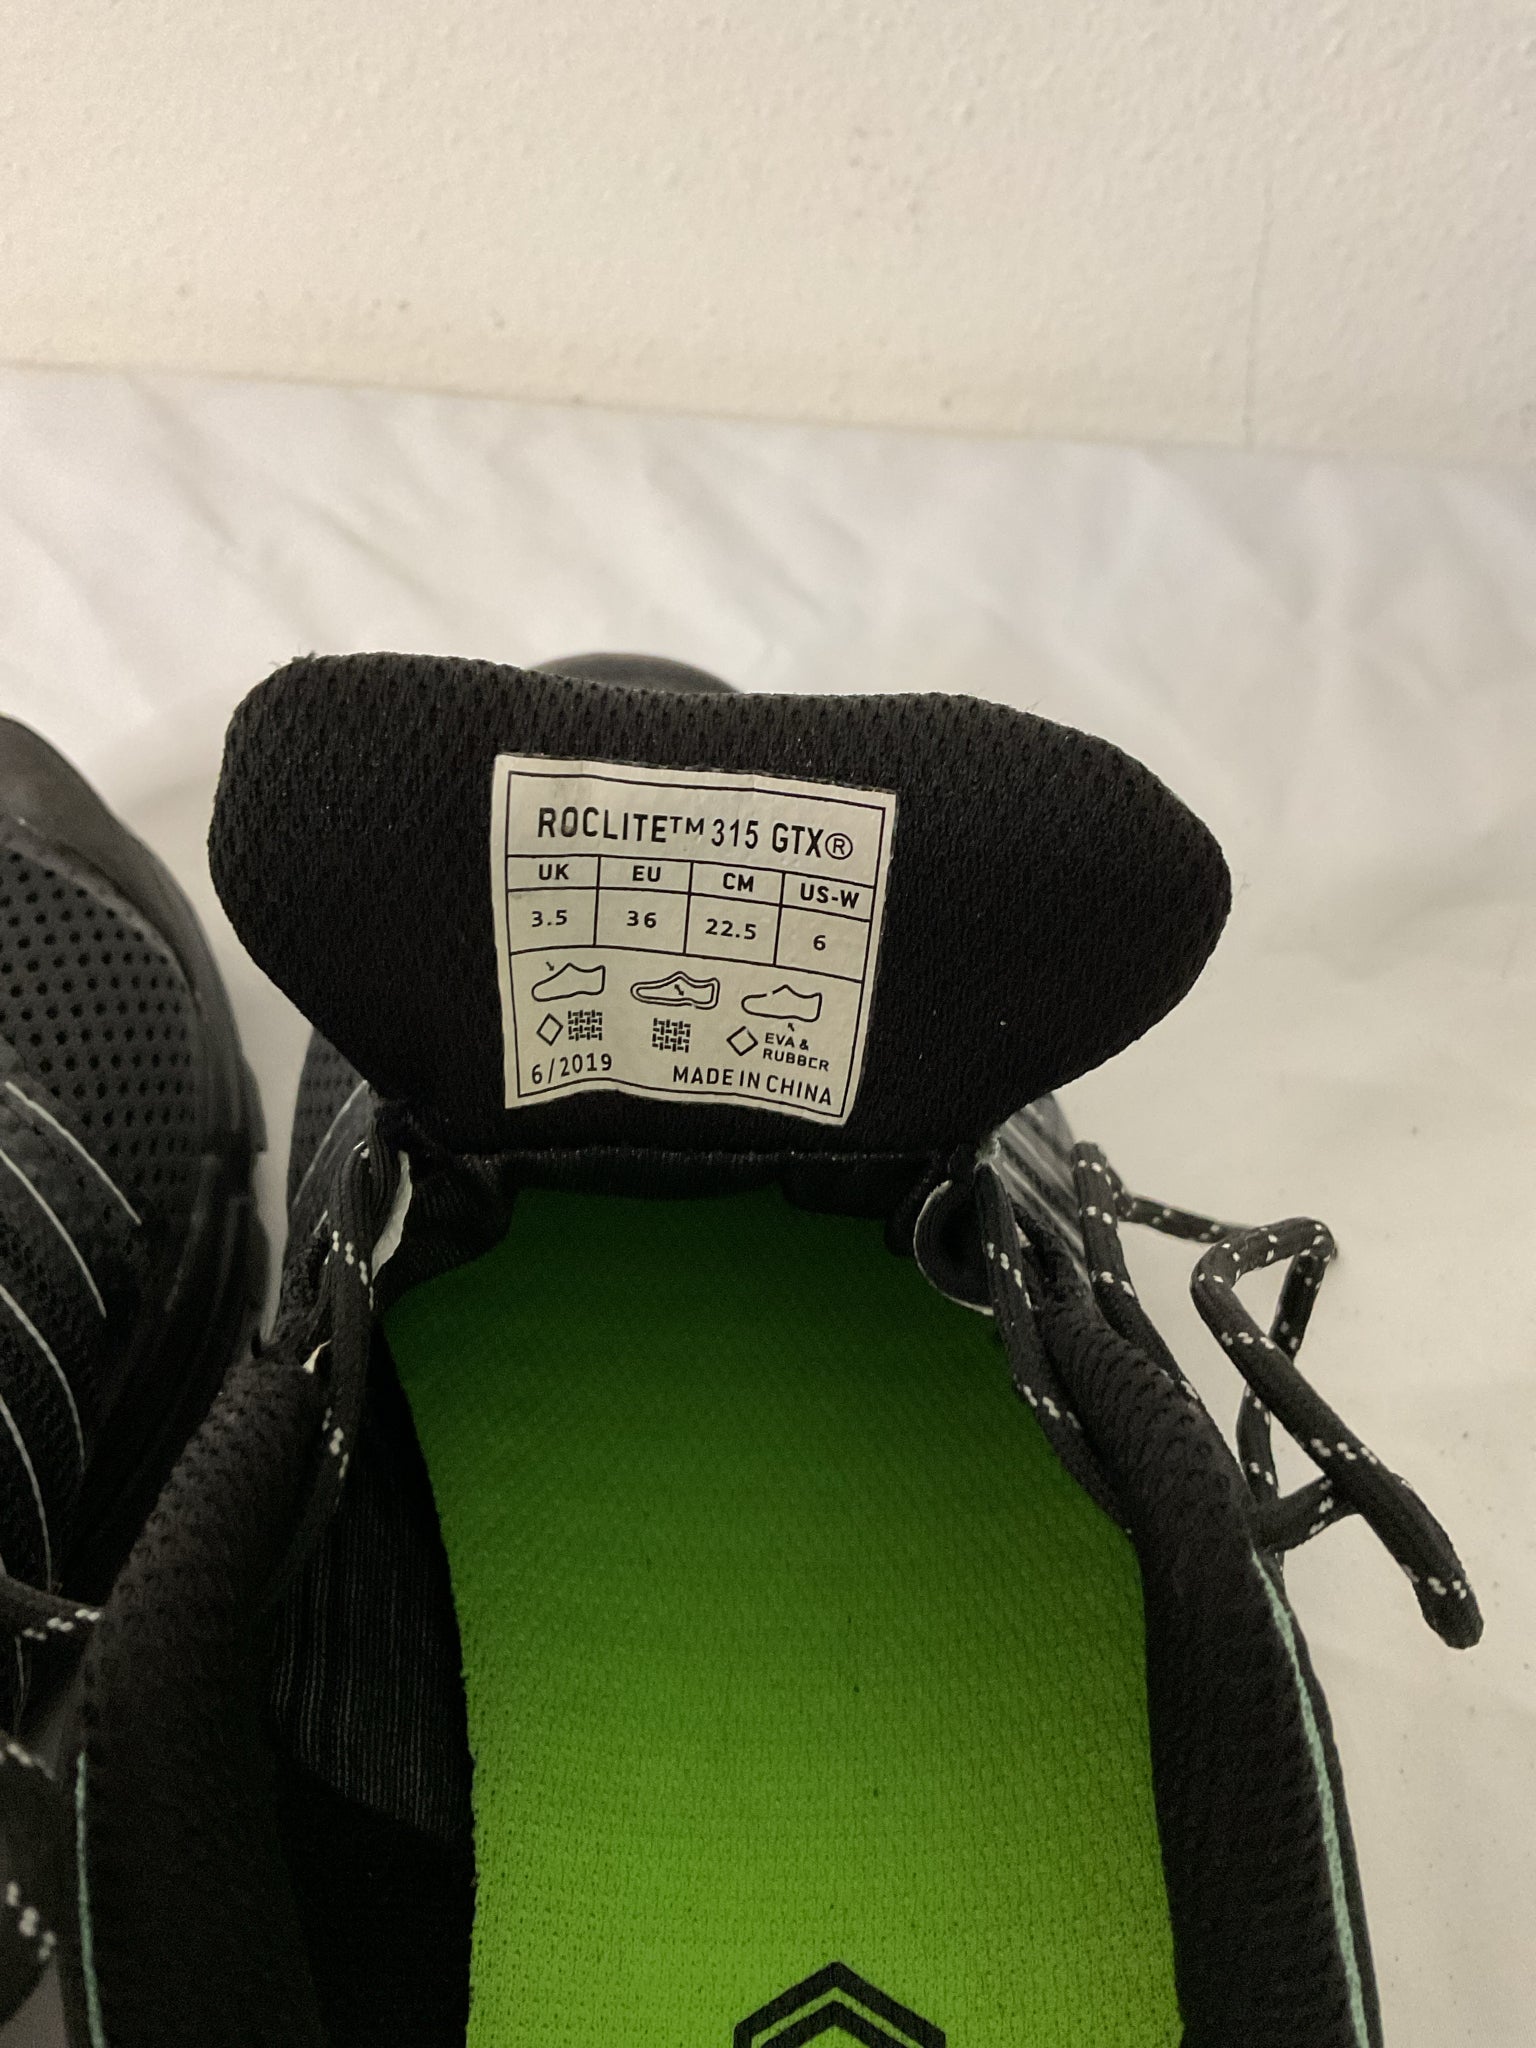 ROCLITE™ 315 GTX®
UK EU CM US-W
3.5 36 22.5 6
EVA &
RUBBER
6/2019 MADE IN CHINA